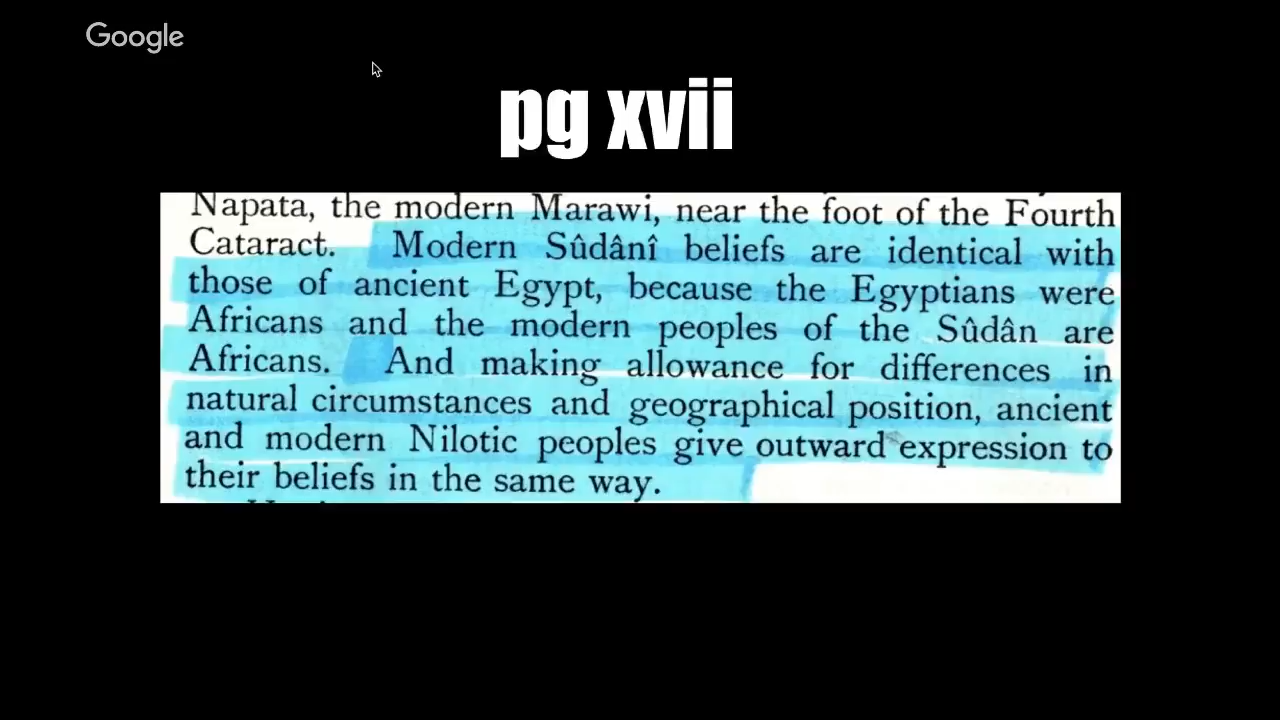 Google
pg xvii
Napata, the modern Marawi, near the foot of the Fourth
Cataract. Modern Sûdânî beliefs are identical with
those of ancient Egypt, because the Egyptians were
Africans and the modern peoples of the Sûdân are
Africans. And making allowance for differences in
natural circumstances and geographical position, ancient
and modern Nilotic peoples give outward expression to
their beliefs in the same way.